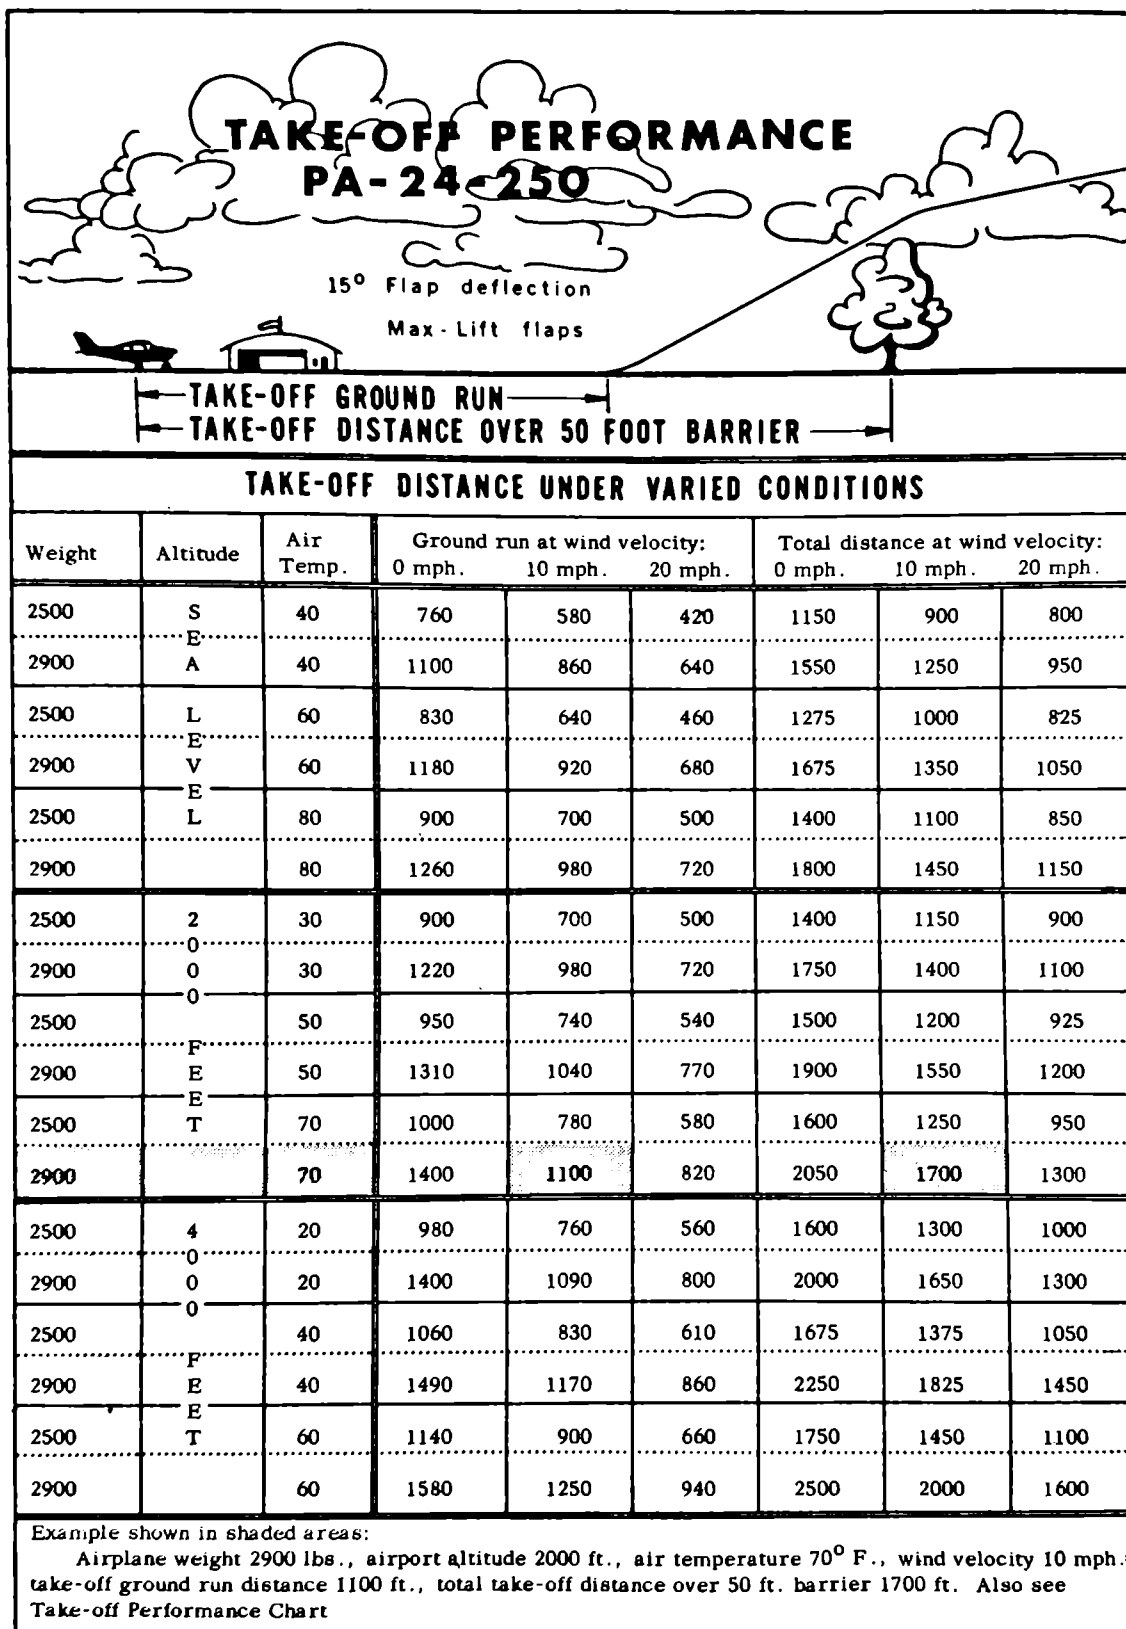 TAKE-OFF PERFORMANCE
PA-24-250
15° Flap deflection
Max-Lift flaps
TAKE-OFF GROUND RUN
TAKE-OFF DISTANCE OVER 50 FOOT BARRIER
TAKE-OFF DISTANCE UNDER VARIED CONDITIONS
Weight Altitude Air Temp. Ground run at wind velocity: Total distance at wind velocity:
0 mph. 10 mph. 20 mph. 0 mph. 10 mph. 20 mph.
SEA LEVEL
2500 40 760 580 420 1150 900 800
2900 40 1100 860 640 1550 1250 950
2500 60 830 640 460 1275 1000 825
2900 60 1180 920 680 1675 1350 1050
2500 80 900 700 500 1400 1100 850
2900 80 1260 980 720 1800 1450 1150
2000 FEET
2500 30 900 700 500 1400 1150 900
2900 30 1220 980 720 1750 1400 1100
2500 50 950 740 540 1500 1200 925
2900 50 1310 1040 770 1900 1550 1200
2500 70 1000 780 580 1600 1250 950
2900 70 1400 1100 820 2050 1700 1300
4000 FEET
2500 20 980 760 560 1600 1300 1000
2900 20 1400 1090 800 2000 1650 1300
2500 40 1060 830 610 1675 1375 1050
2900 40 1490 1170 860 2250 1825 1450
2500 60 1140 900 660 1750 1450 1100
2900 60 1580 1250 940 2500 2000 1600
Example shown in shaded areas:
Airplane weight 2900 lbs., airport altitude 2000 ft., air temperature 70° F., wind velocity 10 mph.=
take-off ground run distance 1100 ft., total take-off distance over 50 ft. barrier 1700 ft. Also see
Take-off Performance Chart